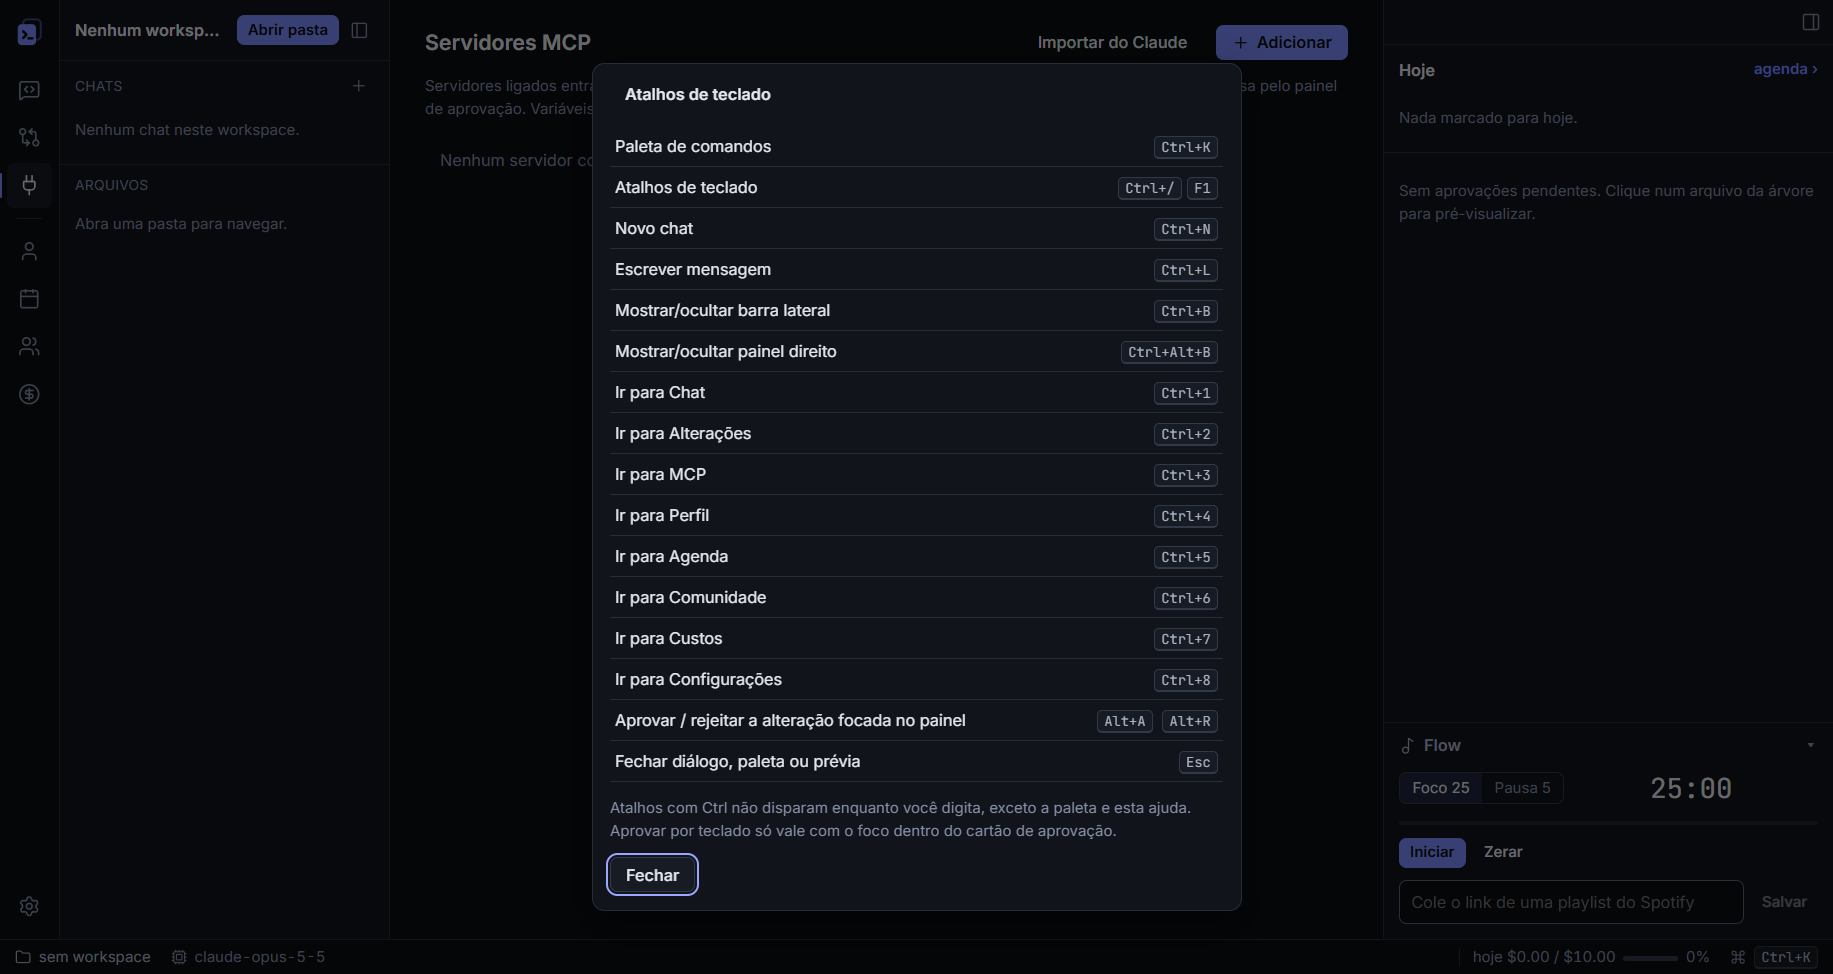 Nenhum worksp...
Abrir pasta
CHATS
Nenhum chat neste workspace.
ARQUIVOS
Abra uma pasta para navegar.
Servidores MCP
Importar do Claude
+ Adicionar
Servidores ligados entr
sa pelo painel
de aprovação. Variáveis
Nenhum servidor co
Atalhos de teclado
Paleta de comandos Ctrl+K
Atalhos de teclado Ctrl+/ F1
Novo chat Ctrl+N
Escrever mensagem Ctrl+L
Mostrar/ocultar barra lateral Ctrl+B
Mostrar/ocultar painel direito Ctrl+Alt+B
Ir para Chat Ctrl+1
Ir para Alterações Ctrl+2
Ir para MCP Ctrl+3
Ir para Perfil Ctrl+4
Ir para Agenda Ctrl+5
Ir para Comunidade Ctrl+6
Ir para Custos Ctrl+7
Ir para Configurações Ctrl+8
Aprovar / rejeitar a alteração focada no painel Alt+A Alt+R
Fechar diálogo, paleta ou prévia Esc
Atalhos com Ctrl não disparam enquanto você digita, exceto a paleta e esta ajuda.
Aprovar por teclado só vale com o foco dentro do cartão de aprovação.
Fechar
Hoje
agenda ›
Nada marcado para hoje.
Sem aprovações pendentes. Clique num arquivo da árvore
para pré-visualizar.
Flow
Foco 25 Pausa 5
25:00
Iniciar
Zerar
Cole o link de uma playlist do Spotify
Salvar
sem workspace
claude-opus-5-5
hoje $0.00 / $10.00 0%
⌘ Ctrl+K